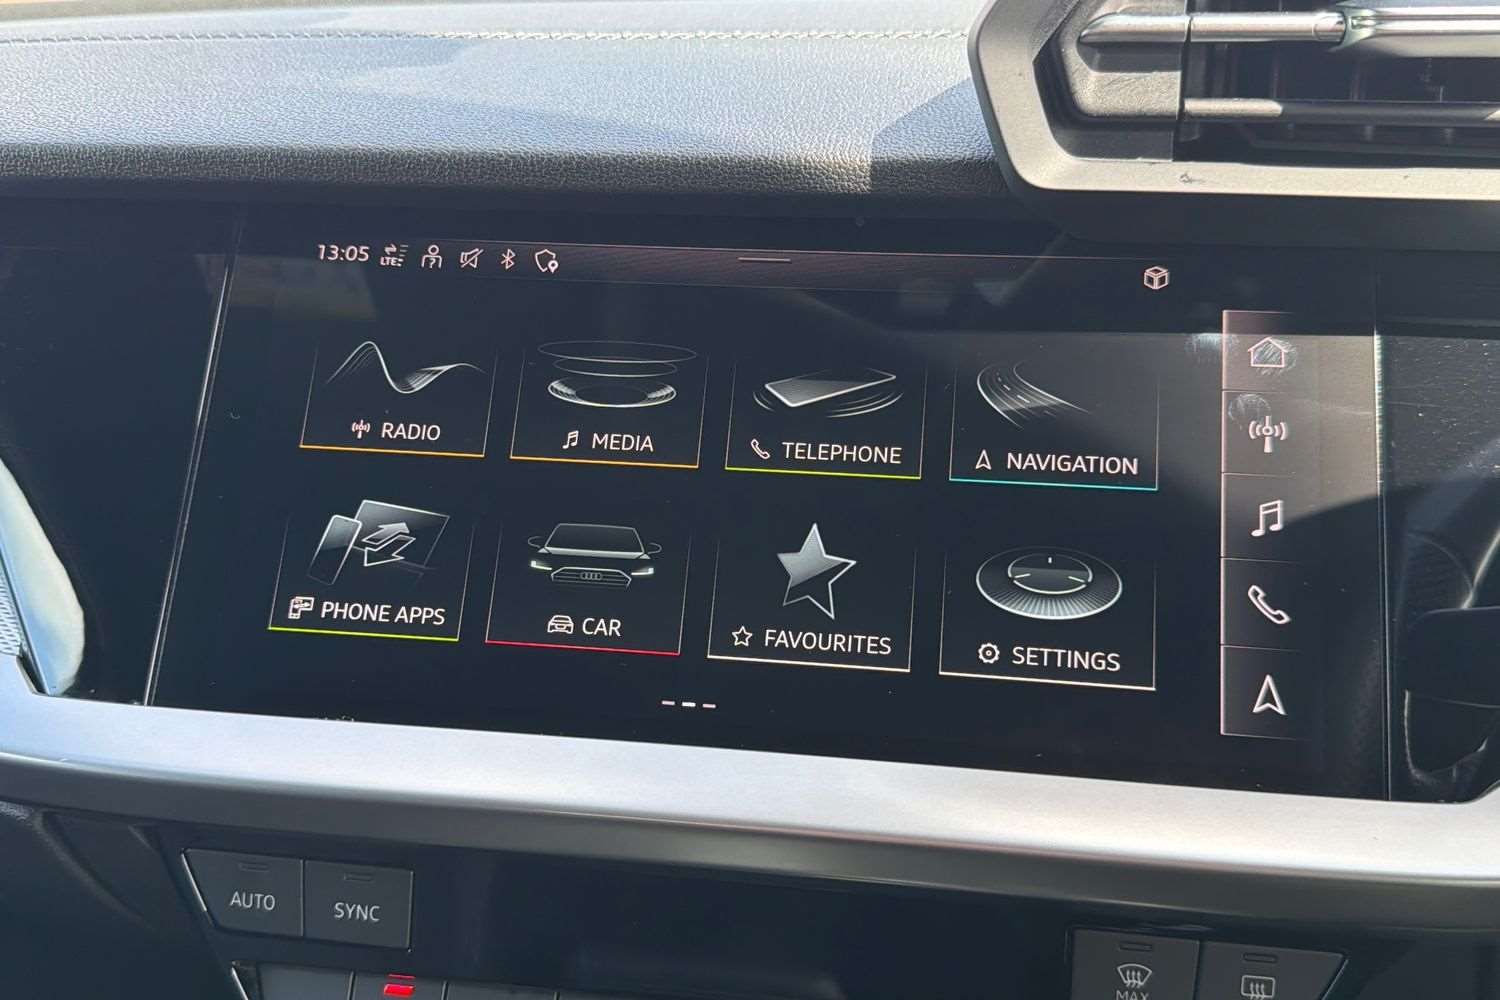 13:05 LTE
RADIO
MEDIA
TELEPHONE
NAVIGATION
PHONE APPS
CAR
FAVOURITES
SETTINGS
AUTO
SYNC
MAX